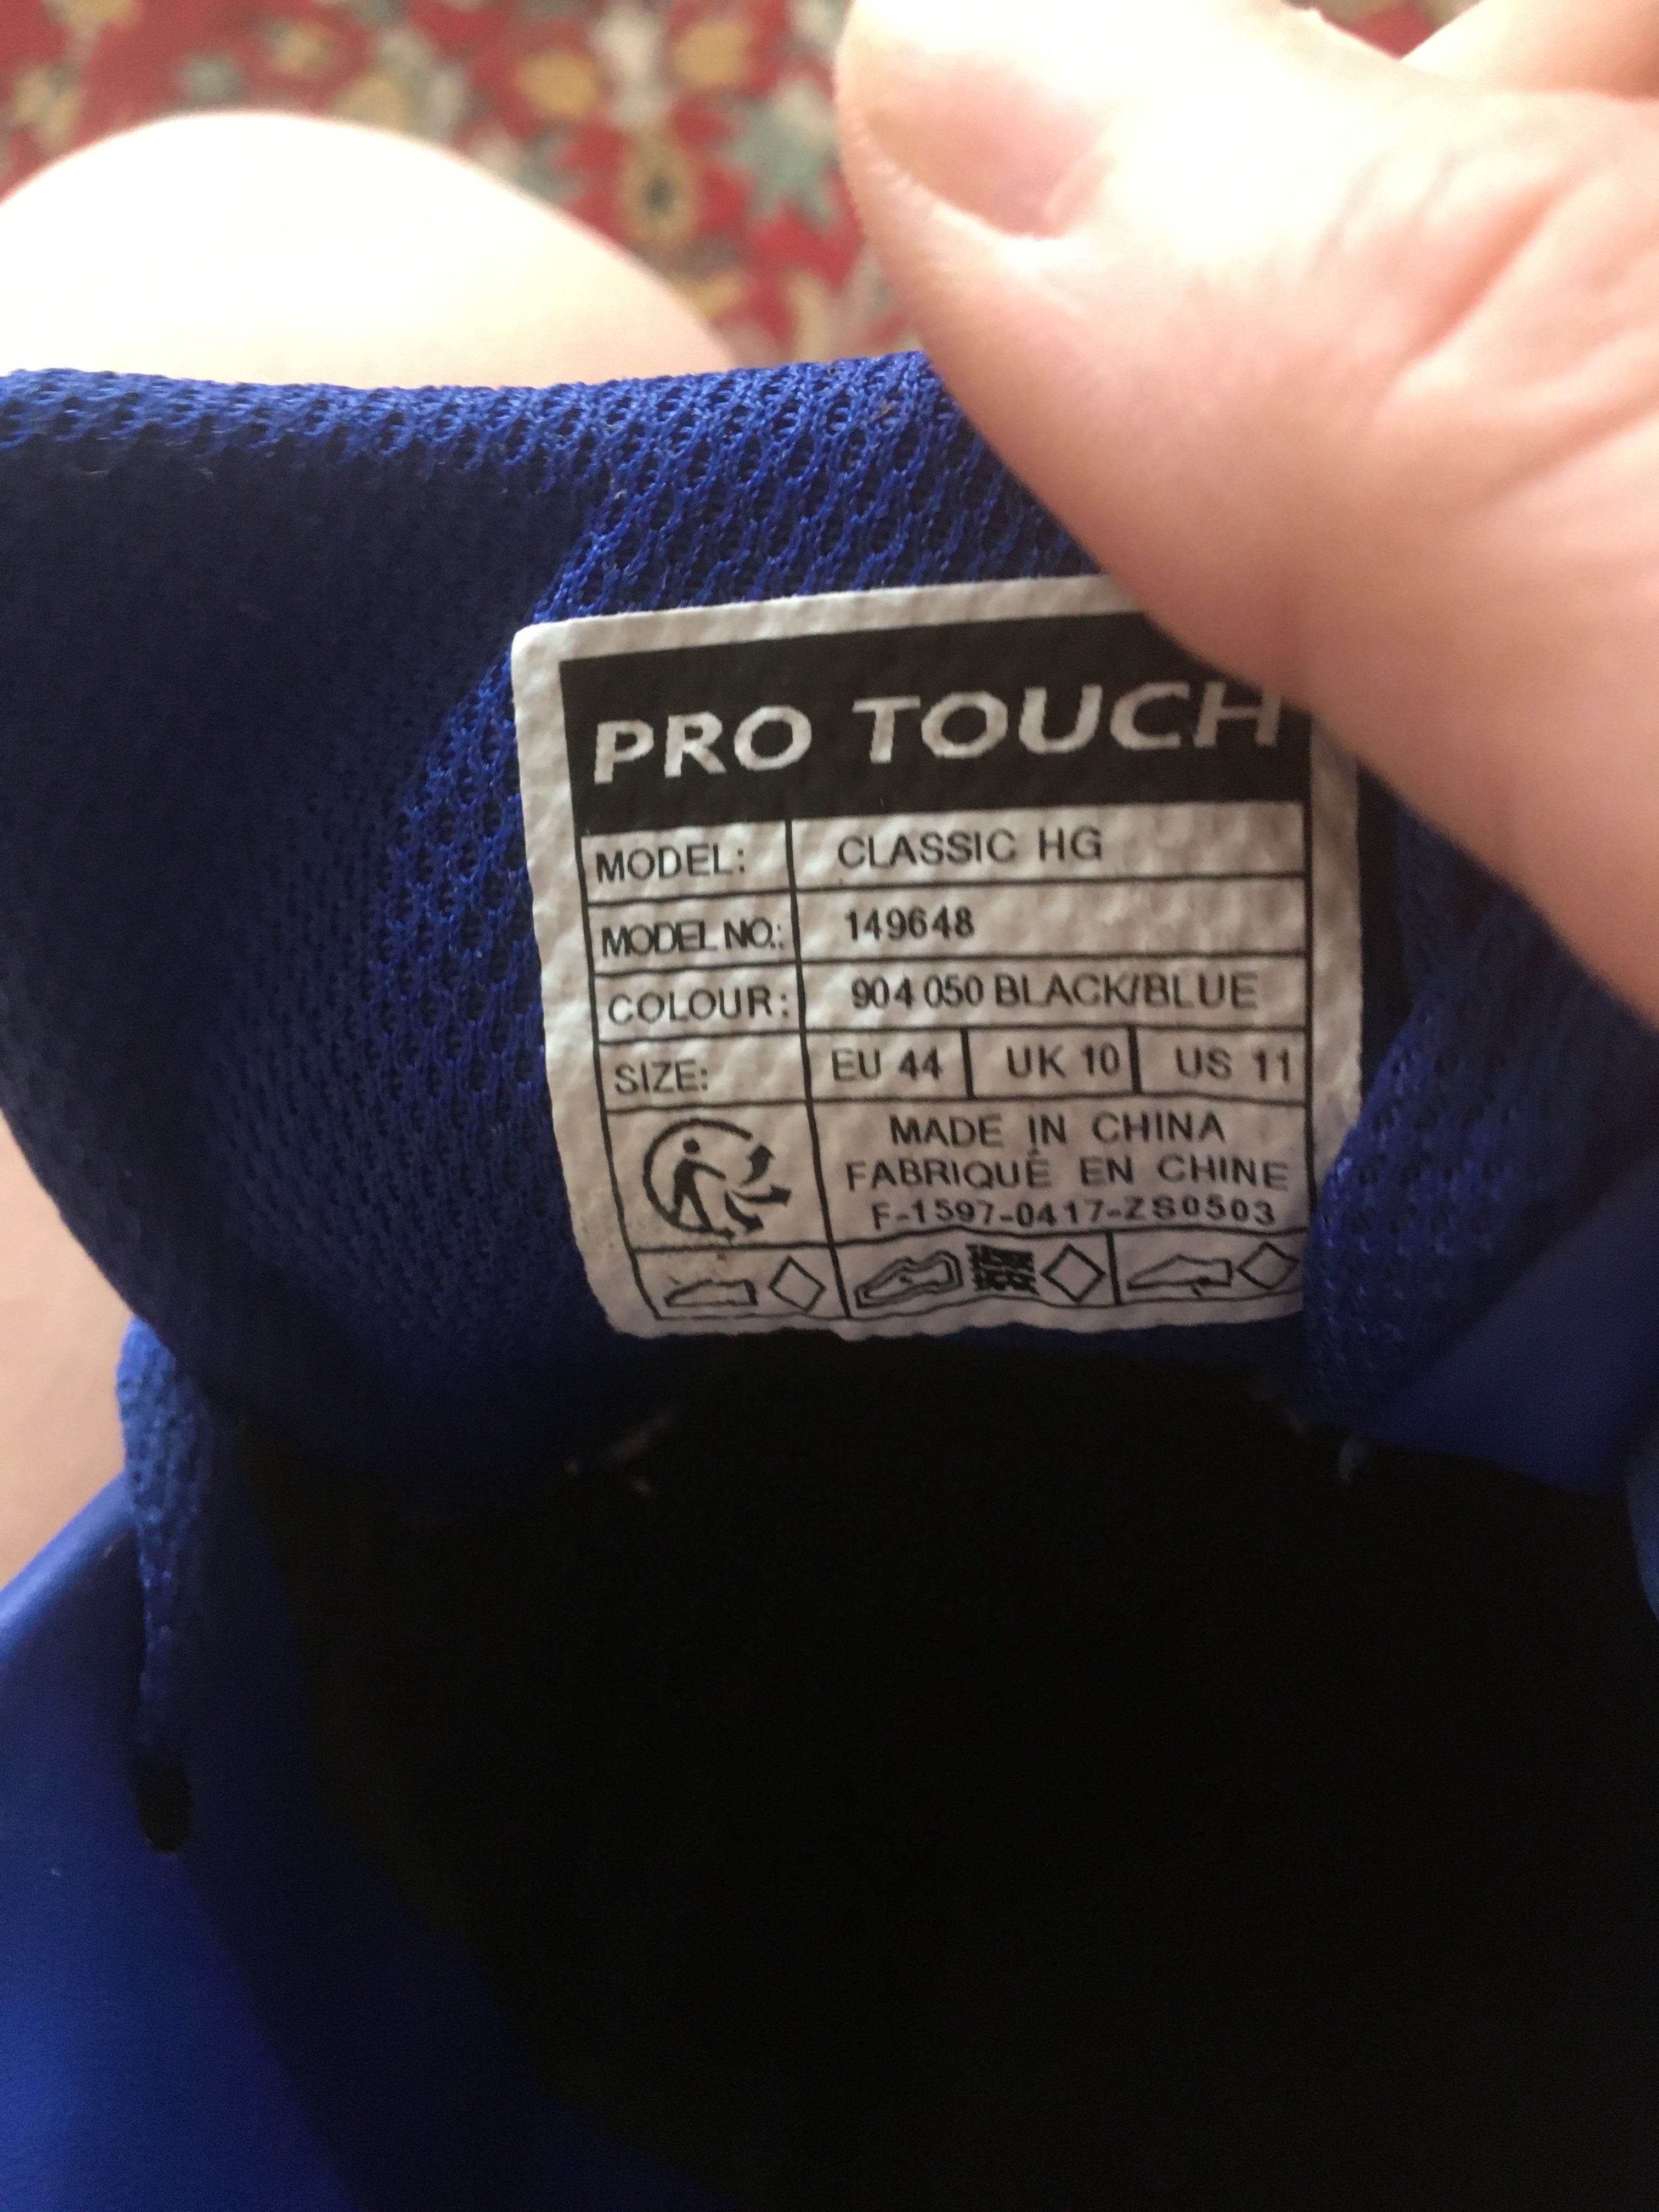 PRO TOUCH
MODEL: CLASSIC HG
MODEL NO.: 149648
COLOUR: 904 050 BLACK/BLUE
SIZE: EU 44 UK 10 US 11
MADE IN CHINA
FABRIQUÉ EN CHINE
F-1597-0417-ZS0503